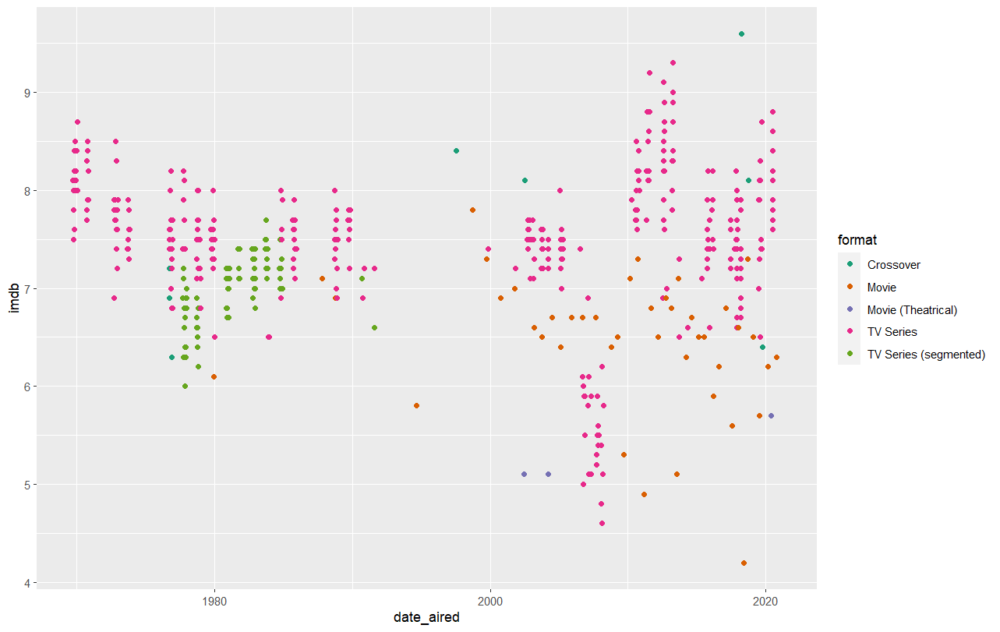 9
8
7
6
5
4
imdb
1980
2000
2020
date_aired
format
Crossover
Movie
Movie (Theatrical)
TV Series
TV Series (segmented)